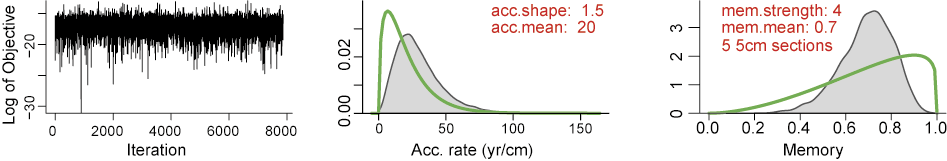 Log of Objective
-20
-30
0
2000
4000
6000
8000
Iteration
acc.shape: 1.5
acc.mean: 20
0.00
0.02
0
50
100
150
Acc. rate (yr/cm)
mem.strength: 4
mem.mean: 0.7
5 5cm sections
0
1
2
3
0.0
0.2
0.4
0.6
0.8
1.0
Memory